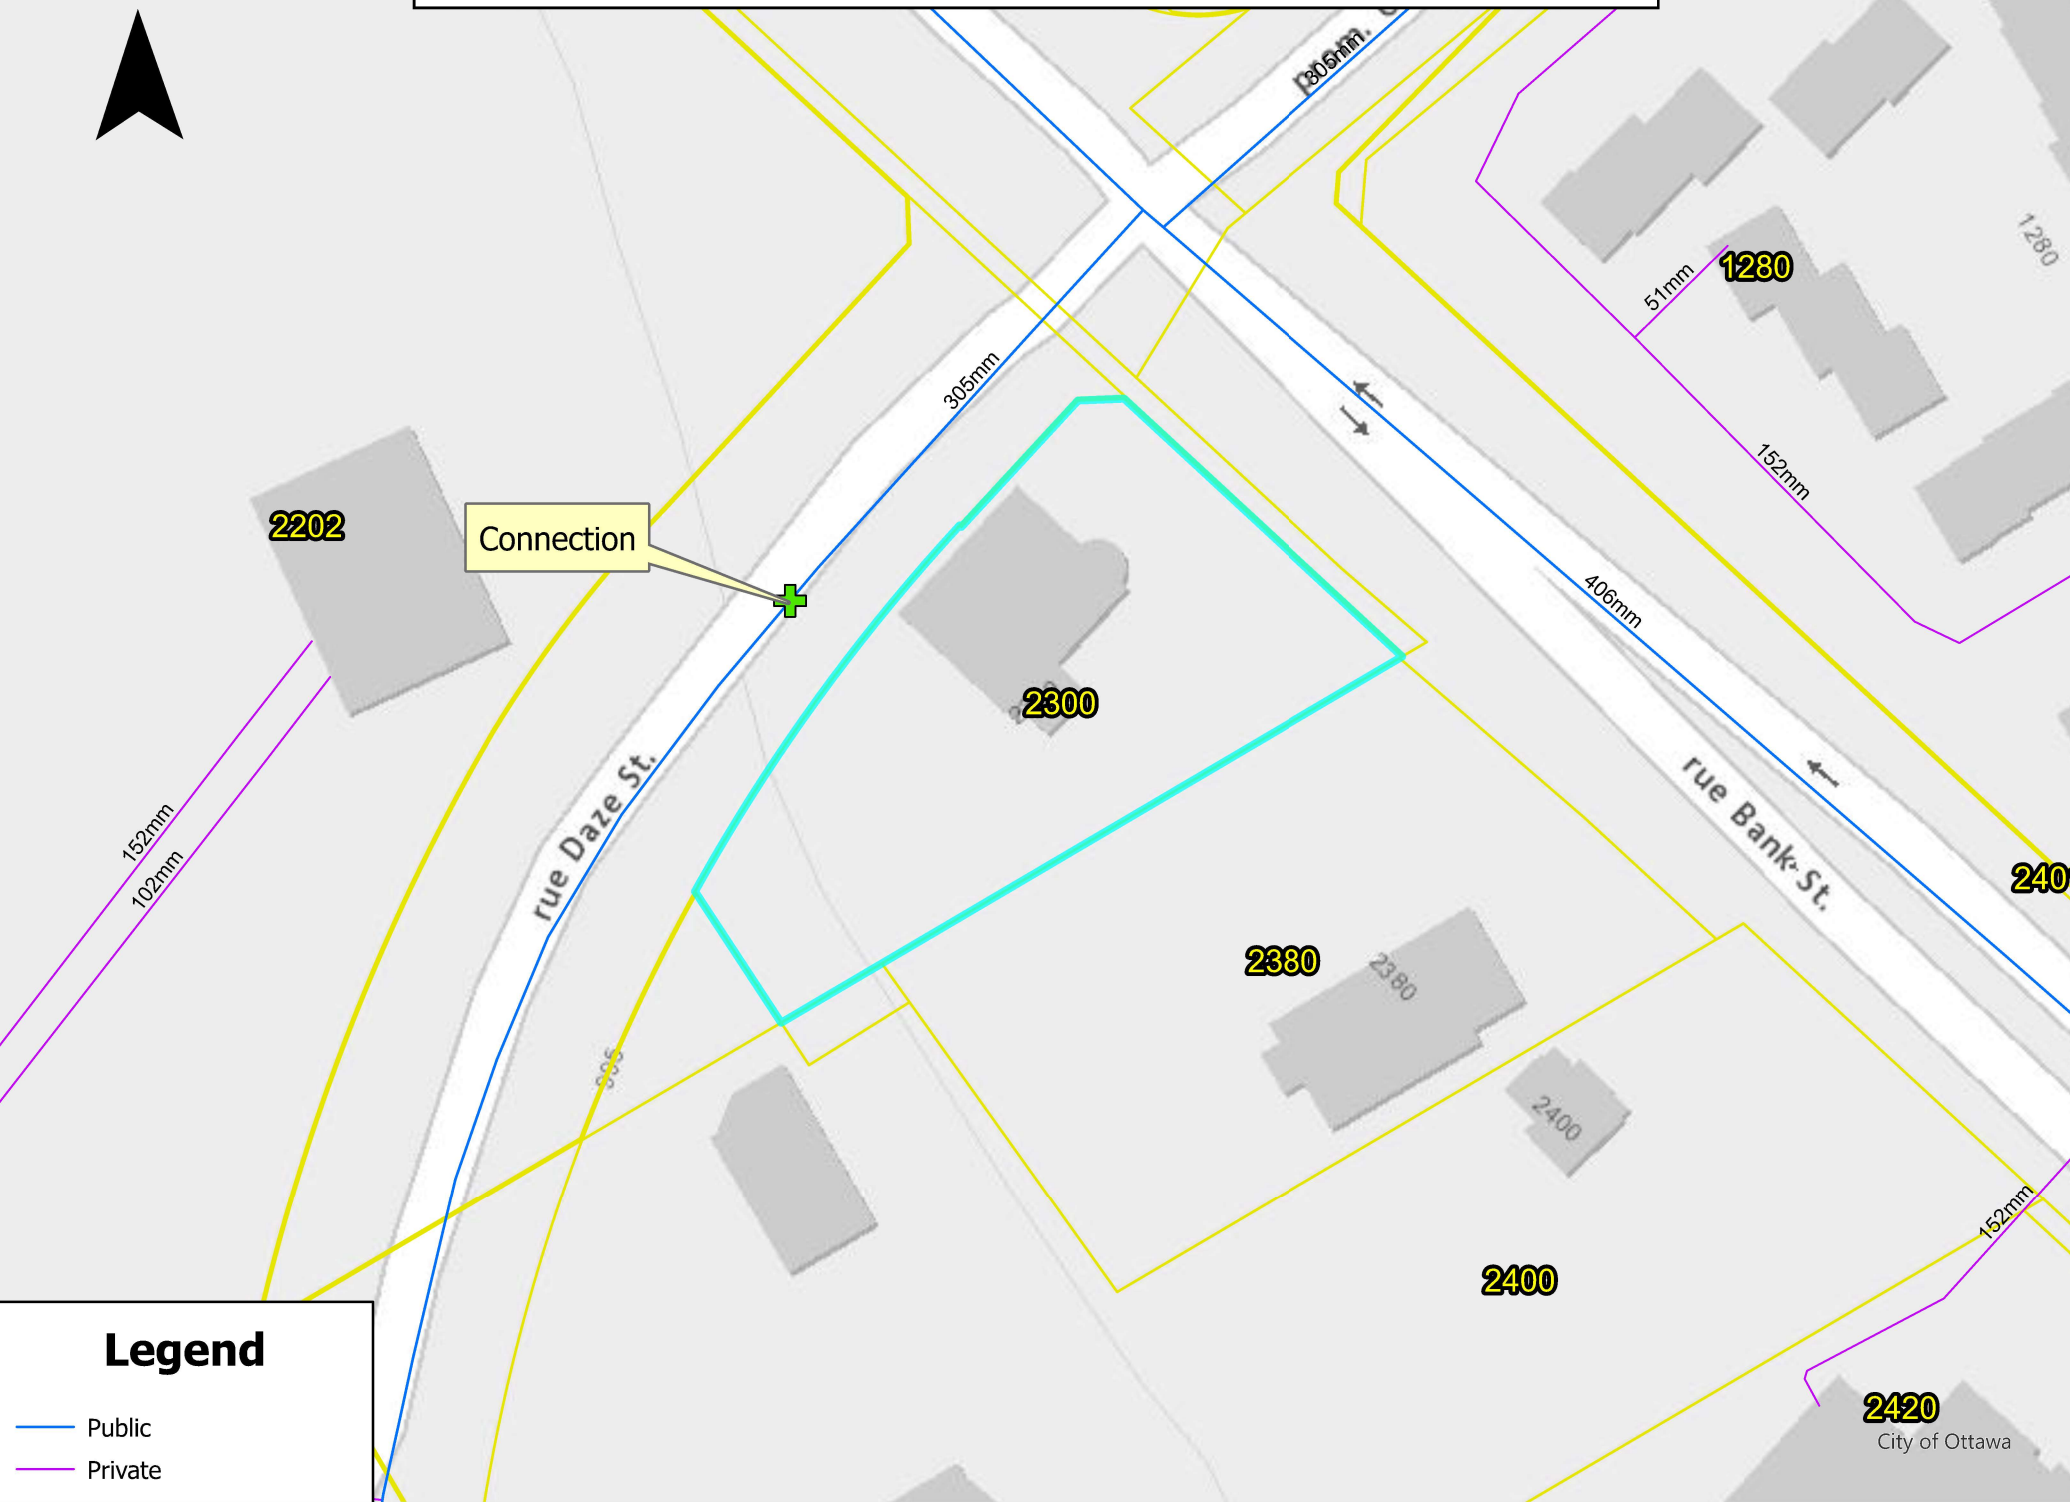 305mm
1280
1280
51mm
305mm
152mm
2202
Connection
406mm
2300
rue Daze St.
rue Bank St.
152mm
102mm
240
2380
2380
2400
152mm
2400
Legend
Public
Private
2420
City of Ottawa